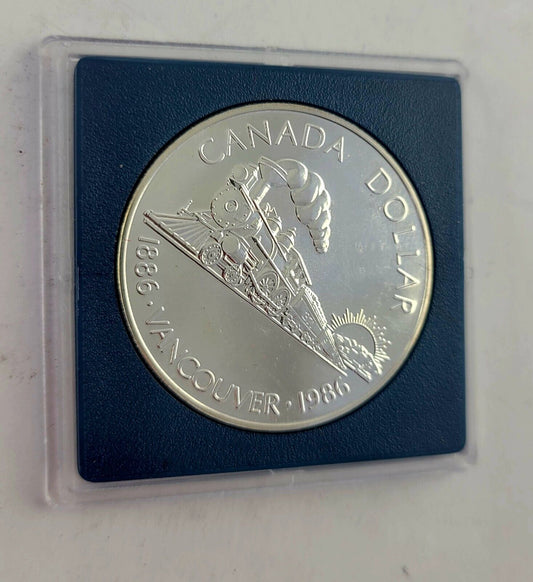 CANADA DOLLAR
1886 · VANCOUVER · 1986